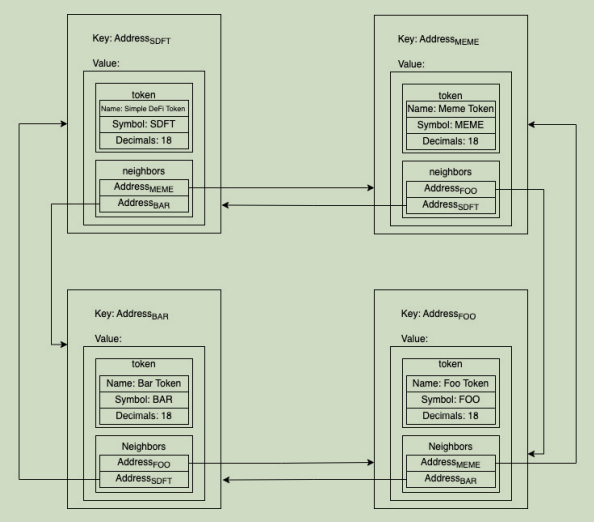 Key: AddressSDFT
Value:
token
Name: Simple DeFi Token
Symbol: SDFT
Decimals: 18
neighbors
AddressMEME
AddressBAR
Key: AddressMEME
Value:
token
Name: Meme Token
Symbol: MEME
Decimals: 18
neighbors
AddressFOO
AddressSDFT
Key: AddressBAR
Value:
token
Name: Bar Token
Symbol: BAR
Decimals: 18
Neighbors
AddressFOO
AddressSDFT
Key: AddressFOO
Value:
token
Name: Foo Token
Symbol: FOO
Decimals: 18
Neighbors
AddressMEME
AddressBAR